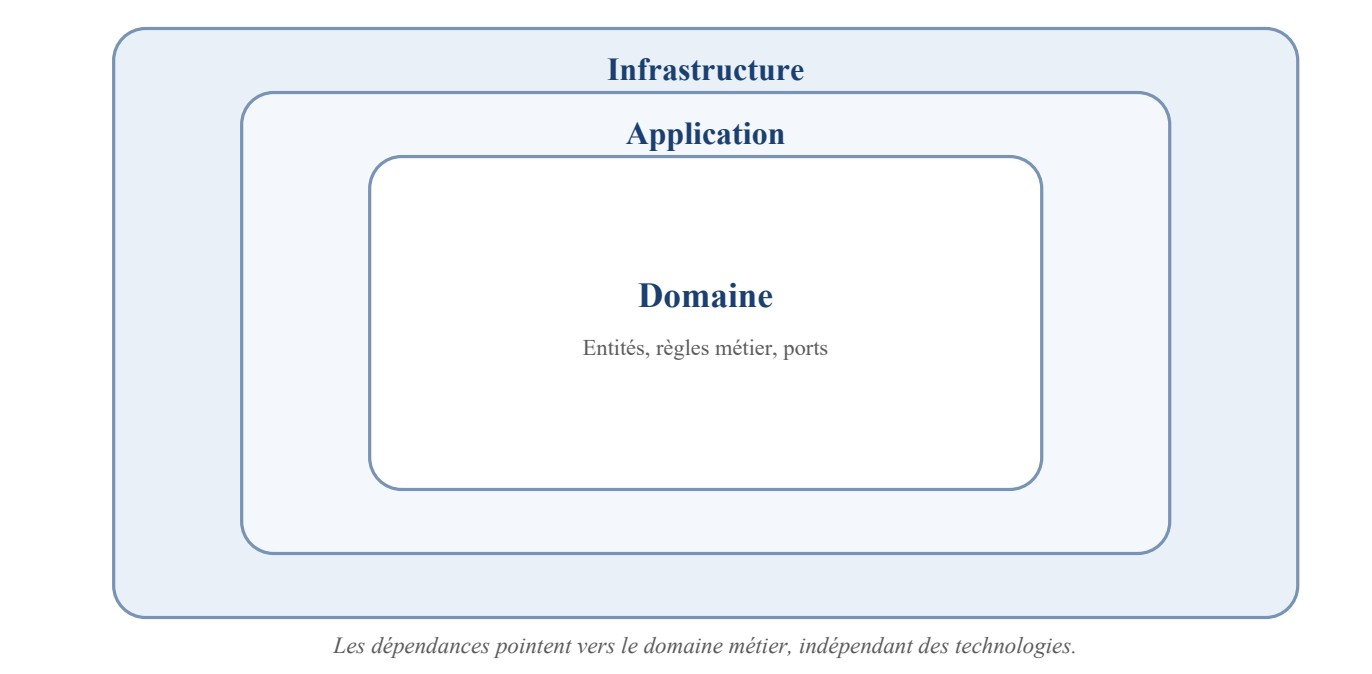 Infrastructure
Application
Domaine
Entités, règles métier, ports
Les dépendances pointent vers le domaine métier, indépendant des technologies.